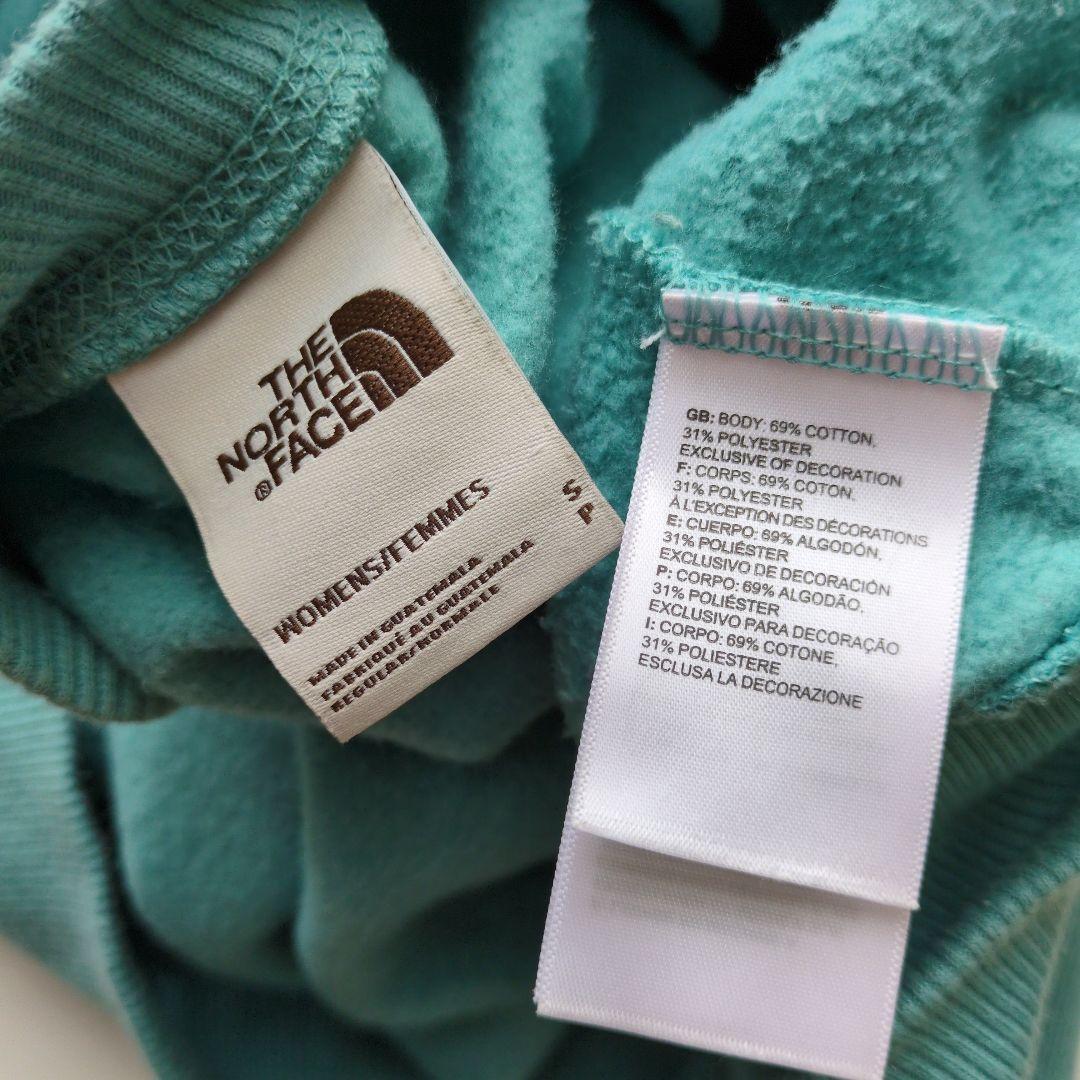 THE
NORTH
FACE
®
WOMENS/FEMMES
S
P
MADE IN GUATEMALA
FABRIQUÉ AU GUATEMALA
REGULAR/NORMALE
GB: BODY: 69% COTTON,
31% POLYESTER
EXCLUSIVE OF DECORATION
F: CORPS: 69% COTON,
31% POLYESTER
À L'EXCEPTION DES DÉCORATIONS
E: CUERPO: 69% ALGODÓN,
31% POLIÉSTER
EXCLUSIVO DE DECORACIÓN
P: CORPO: 69% ALGODÃO,
31% POLIÉSTER
EXCLUSIVO PARA DECORAÇÃO
I: CORPO: 69% COTONE,
31% POLIESTERE
ESCLUSA LA DECORAZIONE